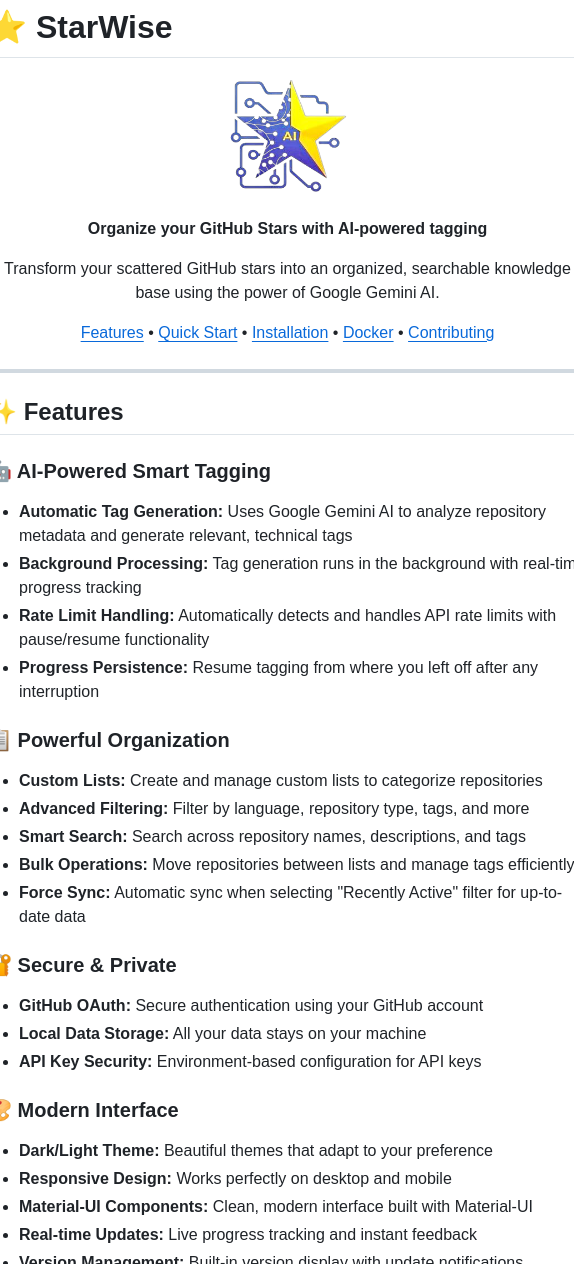 ⭐ StarWise
AI
Organize your GitHub Stars with AI-powered tagging
Transform your scattered GitHub stars into an organized, searchable knowledge
base using the power of Google Gemini AI.
Features • Quick Start • Installation • Docker • Contributing
✨ Features
🤖 AI-Powered Smart Tagging
• Automatic Tag Generation: Uses Google Gemini AI to analyze repository
metadata and generate relevant, technical tags
• Background Processing: Tag generation runs in the background with real-tim
progress tracking
• Rate Limit Handling: Automatically detects and handles API rate limits with
pause/resume functionality
• Progress Persistence: Resume tagging from where you left off after any
interruption
📋 Powerful Organization
• Custom Lists: Create and manage custom lists to categorize repositories
• Advanced Filtering: Filter by language, repository type, tags, and more
• Smart Search: Search across repository names, descriptions, and tags
• Bulk Operations: Move repositories between lists and manage tags efficiently
• Force Sync: Automatic sync when selecting "Recently Active" filter for up-to-
date data
🔐 Secure & Private
• GitHub OAuth: Secure authentication using your GitHub account
• Local Data Storage: All your data stays on your machine
• API Key Security: Environment-based configuration for API keys
🎨 Modern Interface
• Dark/Light Theme: Beautiful themes that adapt to your preference
• Responsive Design: Works perfectly on desktop and mobile
• Material-UI Components: Clean, modern interface built with Material-UI
• Real-time Updates: Live progress tracking and instant feedback
• Version Management: Built-in version display with update notifications